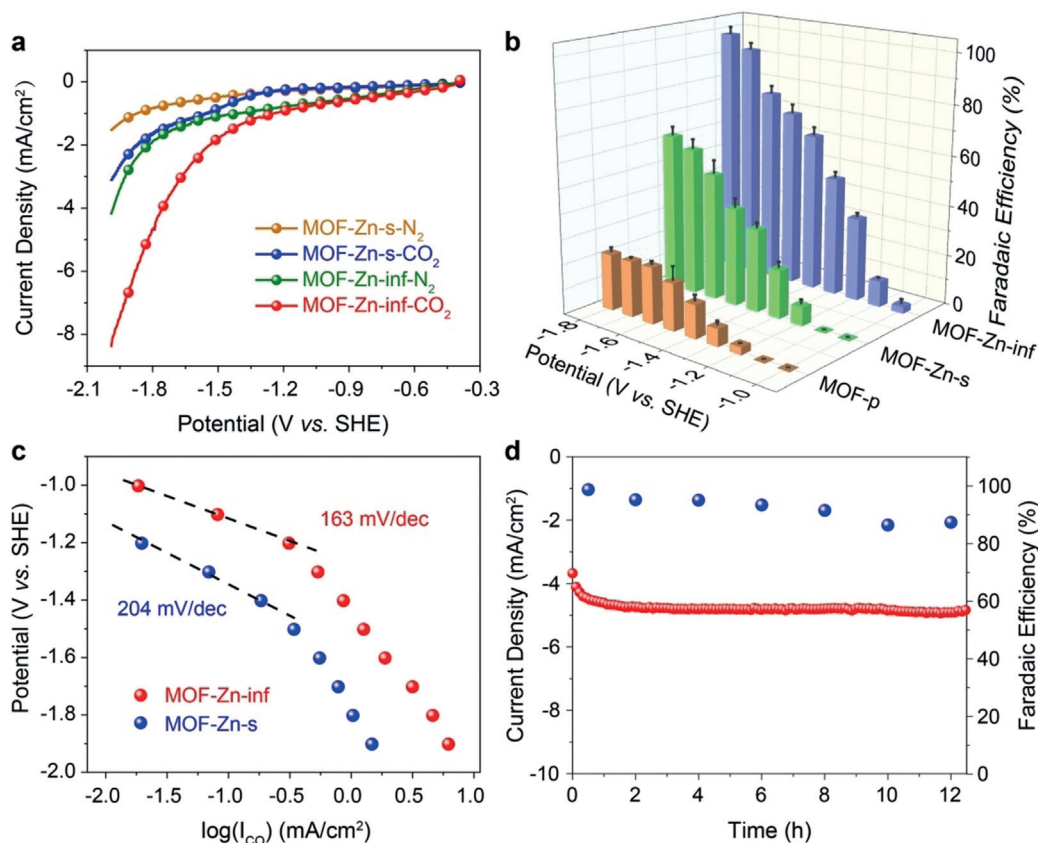 a
Current Density (mA/cm²)
0
-2
-4
-6
-8
MOF-Zn-s-N₂
MOF-Zn-s-CO₂
MOF-Zn-inf-N₂
MOF-Zn-inf-CO₂
-2.1 -1.8 -1.5 -1.2 -0.9 -0.6 -0.3
Potential (V vs. SHE)
b
100
80
60
40
20
0
Faradaic Efficiency (%)
MOF-Zn-inf
MOF-Zn-s
MOF-p
-1.8 -1.6 -1.4 -1.2 -1.0
Potential (V vs. SHE)
c
Potential (V vs. SHE)
-1.0
-1.2
-1.4
-1.6
-1.8
-2.0
163 mV/dec
204 mV/dec
MOF-Zn-inf
MOF-Zn-s
-2.0 -1.5 -1.0 -0.5 0.0 0.5 1.0
log(I_CO) (mA/cm²)
d
Current Density (mA/cm²)
0
-2
-4
-6
-8
-10
100
80
60
40
20
0
Faradaic Efficiency (%)
0 2 4 6 8 10 12
Time (h)